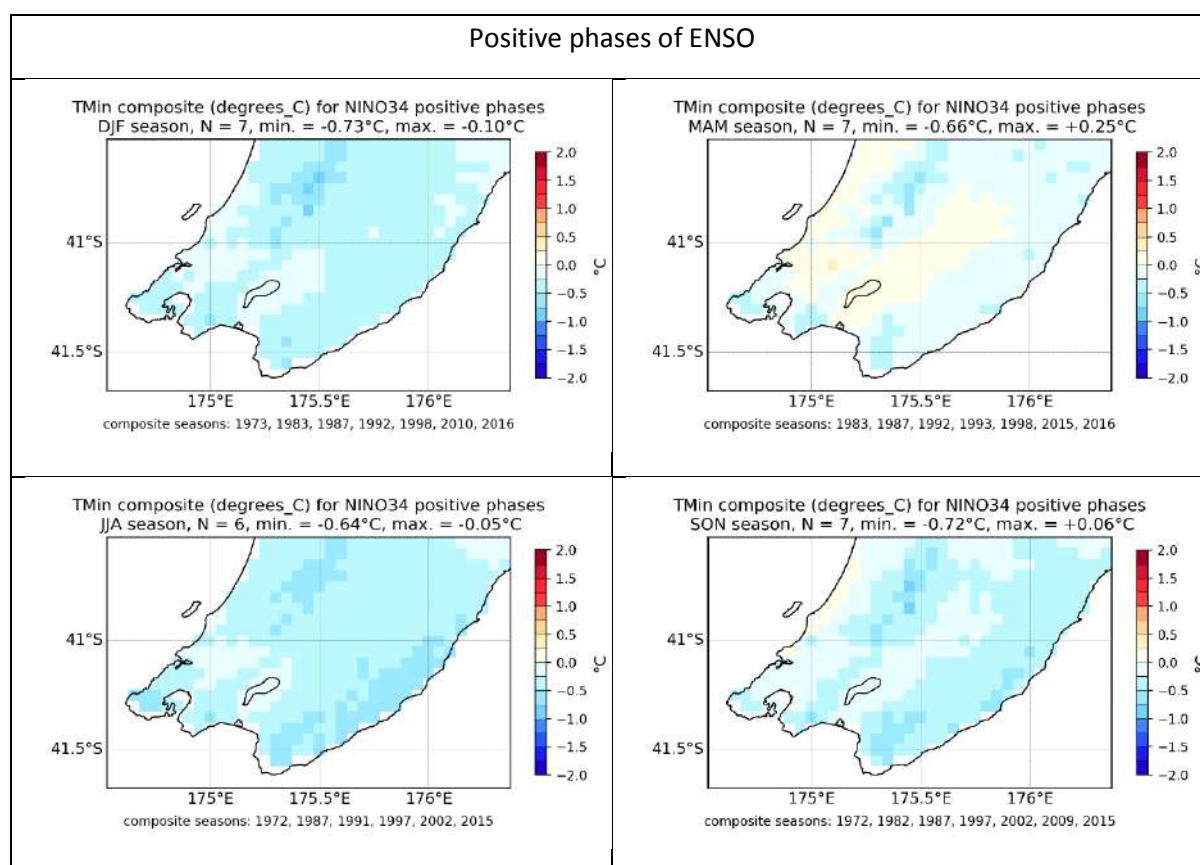 Positive phases of ENSO
TMin composite (degrees_C) for NINO34 positive phases
DJF season, N = 7, min. = -0.73°C, max. = -0.10°C
41°S
41.5°S
175°E 175.5°E 176°E
2.0
1.5
1.0
0.5
0.0
−0.5
−1.0
−1.5
−2.0
°C
composite seasons: 1973, 1983, 1987, 1992, 1998, 2010, 2016
TMin composite (degrees_C) for NINO34 positive phases
MAM season, N = 7, min. = -0.66°C, max. = +0.25°C
41°S
41.5°S
175°E 175.5°E 176°E
2.0
1.5
1.0
0.5
0.0
−0.5
−1.0
−1.5
−2.0
°C
composite seasons: 1983, 1987, 1992, 1993, 1998, 2015, 2016
TMin composite (degrees_C) for NINO34 positive phases
JJA season, N = 6, min. = -0.64°C, max. = -0.05°C
41°S
41.5°S
175°E 175.5°E 176°E
2.0
1.5
1.0
0.5
0.0
−0.5
−1.0
−1.5
−2.0
°C
composite seasons: 1972, 1987, 1991, 1997, 2002, 2015
TMin composite (degrees_C) for NINO34 positive phases
SON season, N = 7, min. = -0.72°C, max. = +0.06°C
41°S
41.5°S
175°E 175.5°E 176°E
2.0
1.5
1.0
0.5
0.0
−0.5
−1.0
−1.5
−2.0
°C
composite seasons: 1972, 1982, 1987, 1997, 2002, 2009, 2015